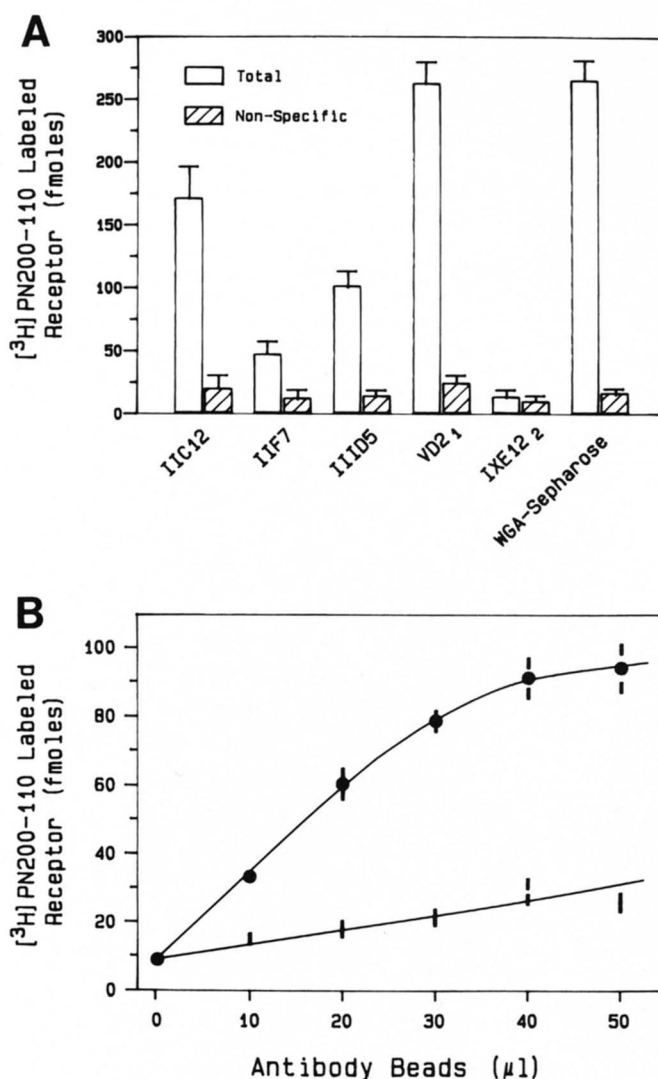 A
[³H]PN200-110 Labeled
Receptor (fmoles)
300
250
200
150
100
50
0
Total
Non-Specific
IIC12
IIF7
IIID5
VD2 1
IXE12 2
WGA-Sepharose
B
[³H]PN200-110 Labeled
Receptor (fmoles)
100
80
60
40
20
0
0 10 20 30 40 50
Antibody Beads (µl)